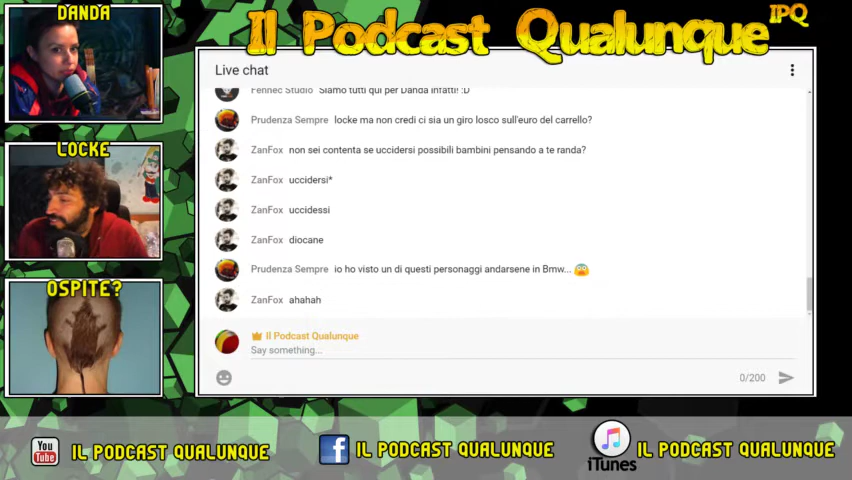 DANDA
Il Podcast Qualunque IPQ
Live chat
Fennec Studio Siamo tutti qui per Danda infatti! :D
Prudenza Sempre locke ma non credi ci sia un giro losco sull'euro del carrello?
LOCKE
ZanFox non sei contenta se uccidersi possibili bambini pensando a te randa?
ZanFox uccidersi*
ZanFox uccidessi
ZanFox diocane
Prudenza Sempre io ho visto un di questi personaggi andarsene in Bmw...
OSPITE?
ZanFox ahahah
Il Podcast Qualunque
Say something...
0/200
You Tube IL PODCAST QUALUNQUE
f IL PODCAST QUALUNQUE
iTunes IL PODCAST QUALUNQUE